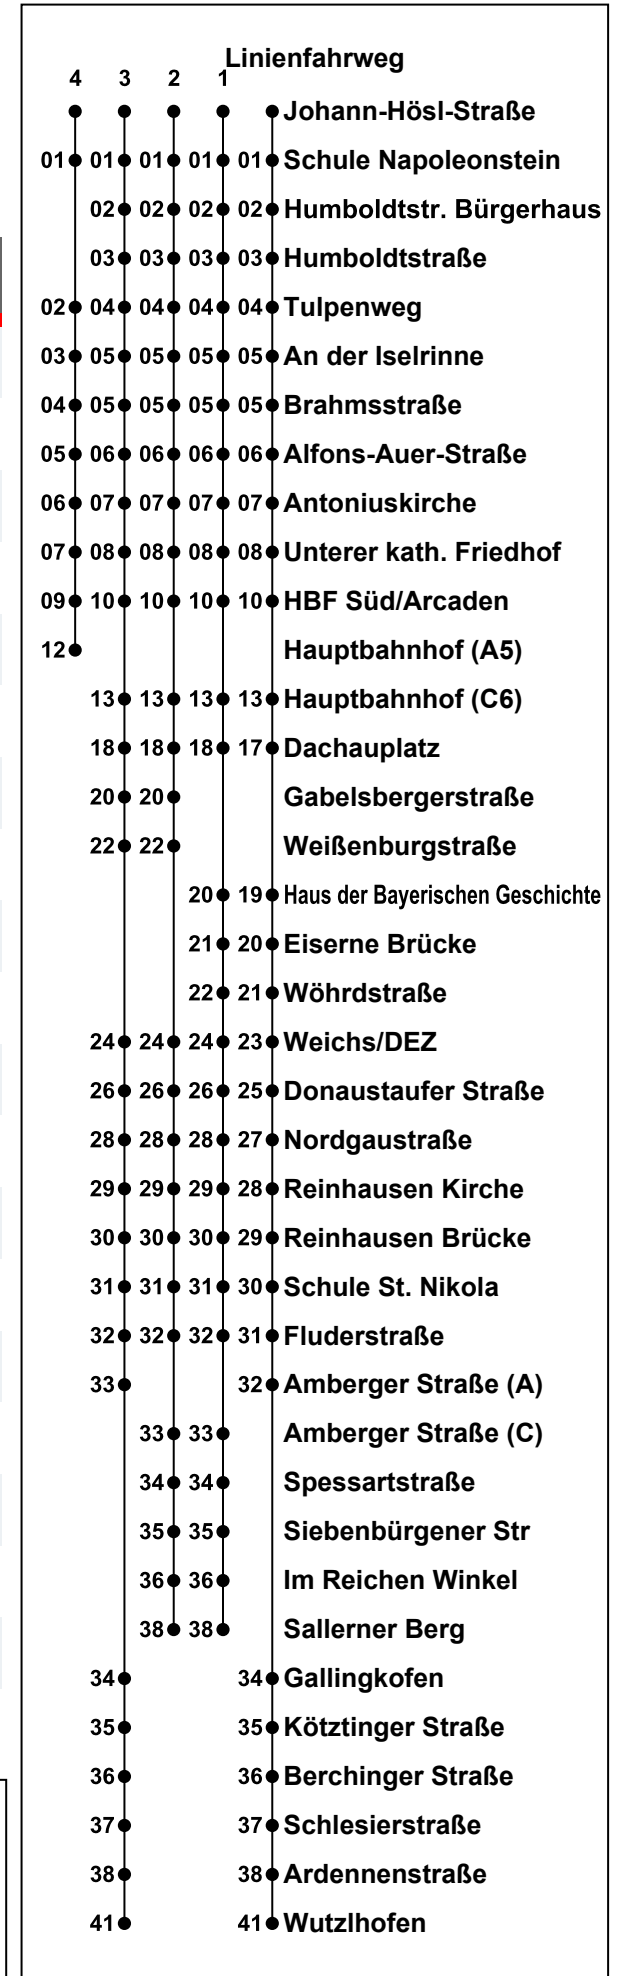 Linienfahrweg
4 3 2 1
Johann-Hösl-Straße
01 01 01 01 01 Schule Napoleonstein
02 02 02 02 Humboldtstr. Bürgerhaus
03 03 03 03 Humboldtstraße
02 04 04 04 04 Tulpenweg
03 05 05 05 05 An der Iselrinne
04 05 05 05 05 Brahmsstraße
05 06 06 06 06 Alfons-Auer-Straße
06 07 07 07 07 Antoniuskirche
07 08 08 08 08 Unterer kath. Friedhof
09 10 10 10 10 HBF Süd/Arcaden
12 Hauptbahnhof (A5)
13 13 13 13 Hauptbahnhof (C6)
18 18 18 17 Dachauplatz
20 20 Gabelsbergerstraße
22 22 Weißenburgstraße
20 19 Haus der Bayerischen Geschichte
21 20 Eiserne Brücke
22 21 Wöhrdstraße
24 24 24 23 Weichs/DEZ
26 26 26 25 Donaustaufer Straße
28 28 28 27 Nordgaustraße
29 29 29 28 Reinhausen Kirche
30 30 30 29 Reinhausen Brücke
31 31 31 30 Schule St. Nikola
32 32 32 31 Fluderstraße
33 32 Amberger Straße (A)
33 33 Amberger Straße (C)
34 34 Spessartstraße
35 35 Siebenbürgener Str
36 36 Im Reichen Winkel
38 38 Sallerner Berg
34 34 Gallingkofen
35 35 Kötztinger Straße
36 36 Berchinger Straße
37 37 Schlesierstraße
38 38 Ardennenstraße
41 41 Wutzlhofen